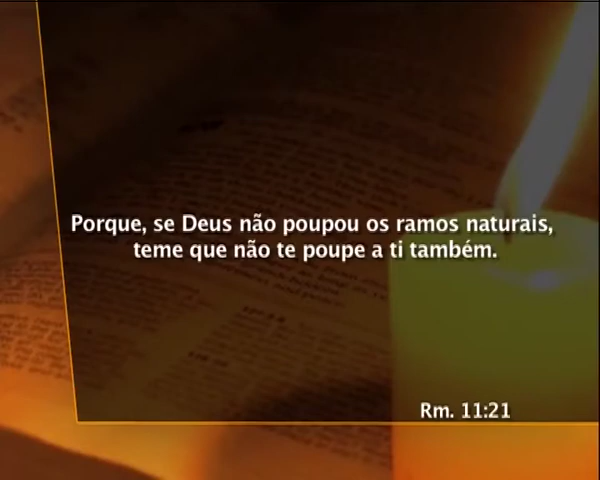 Porque, se Deus não poupou os ramos naturais,
teme que não te poupe a ti também.
Rm. 11:21